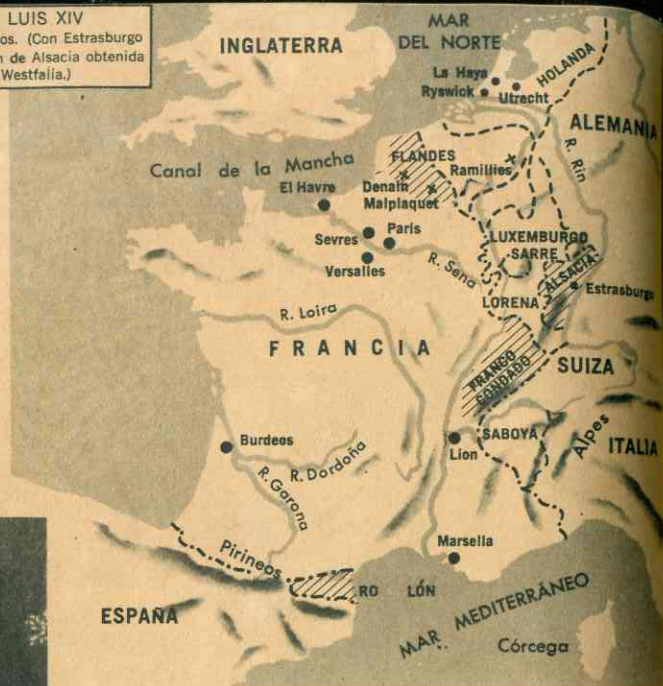 LUIS XIV
os. (Con Estrasburgo
de Alsacia obtenida
Westfalia.)
MAR
DEL NORTE
INGLATERRA
HOLANDA
La Haya
Ryswick
Utrecht
ALEMANIA
R. Rin
Canal de la Mancha
FLANDES
Ramillies
El Havre
Denain
Malplaquet
Sevres
París
Versalles
R. Sena
LUXEMBURGO
SARRE
ALSACIA
Estrasburgo
LORENA
R. Loira
FRANCIA
FRANCO
CONDADO
SUIZA
SABOYA
Alpes
ITALIA
Lion
Burdeos
R. Dordoña
R. Garona
Marsella
Pirineos
RO LÓN
ESPAÑA
MAR MEDITERRÁNEO
Córcega